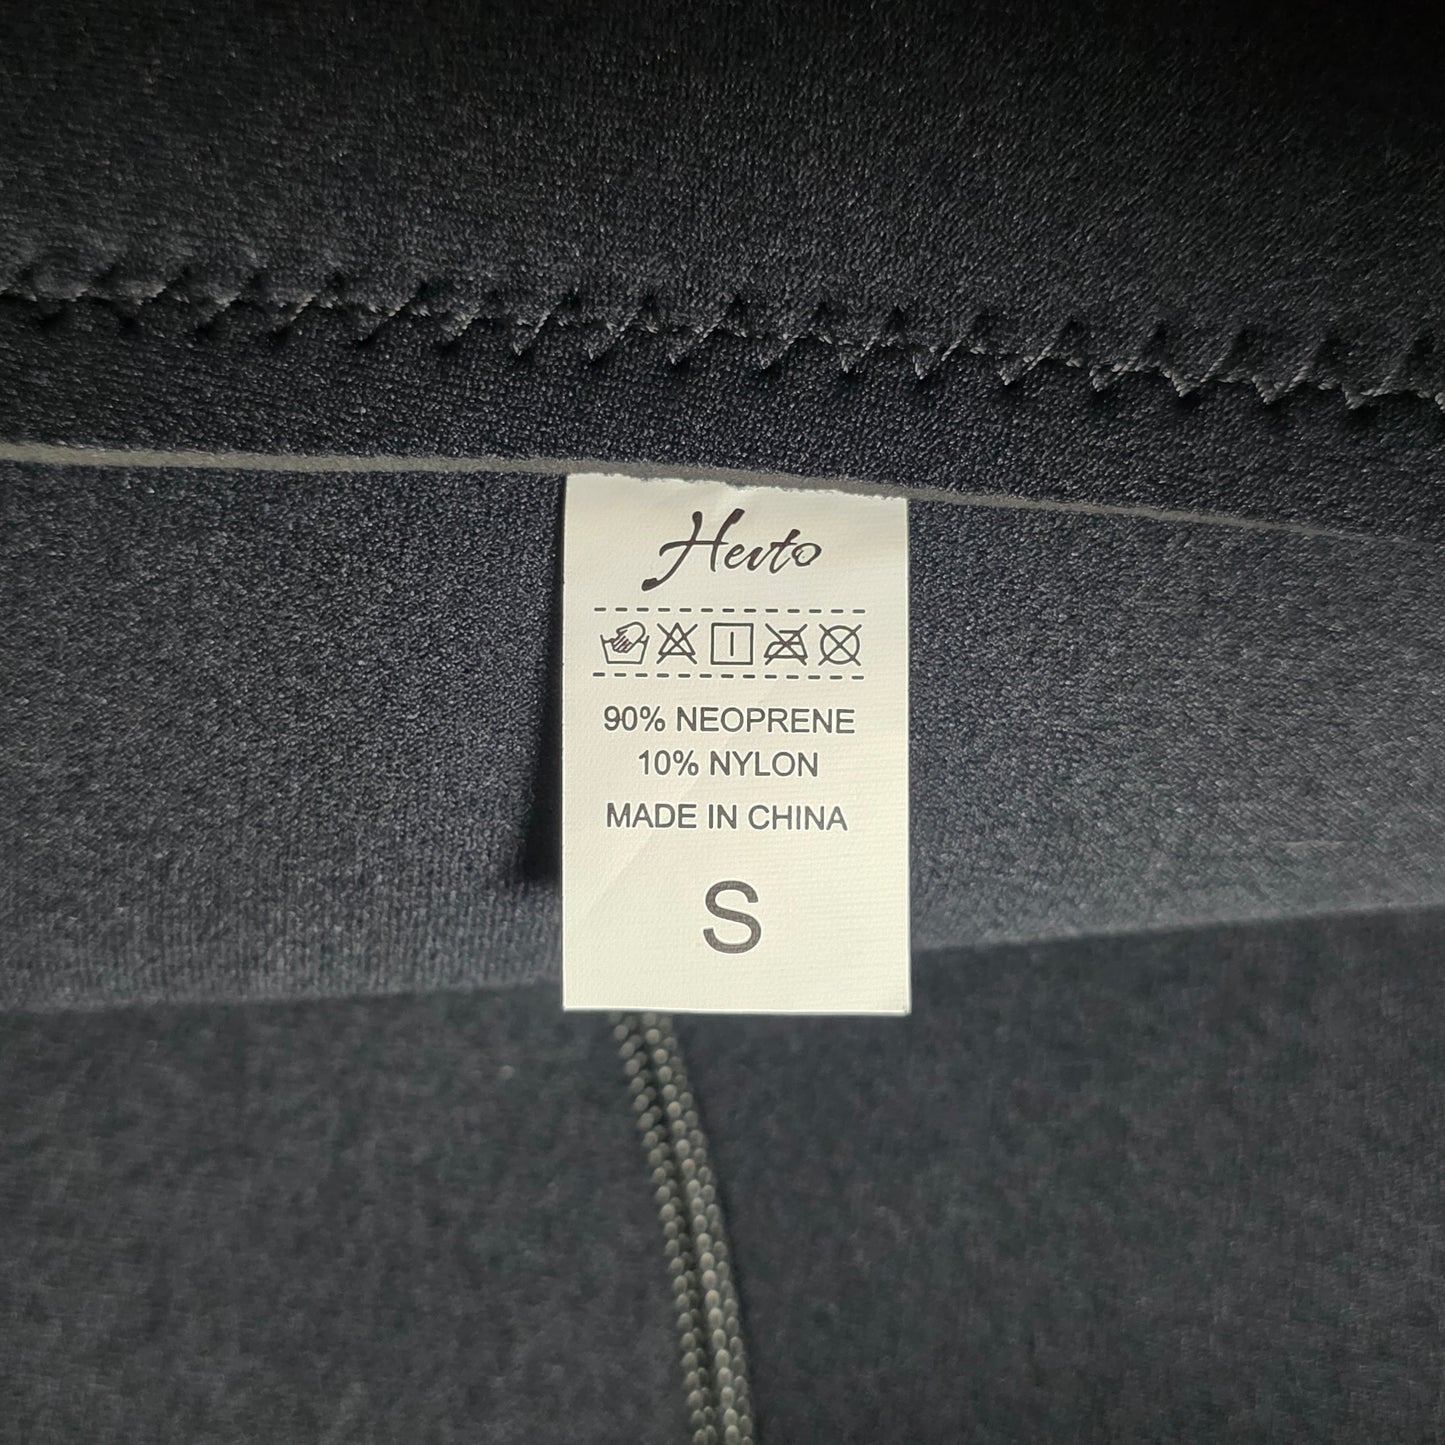 Hevto
90% NEOPRENE
10% NYLON
MADE IN CHINA
S